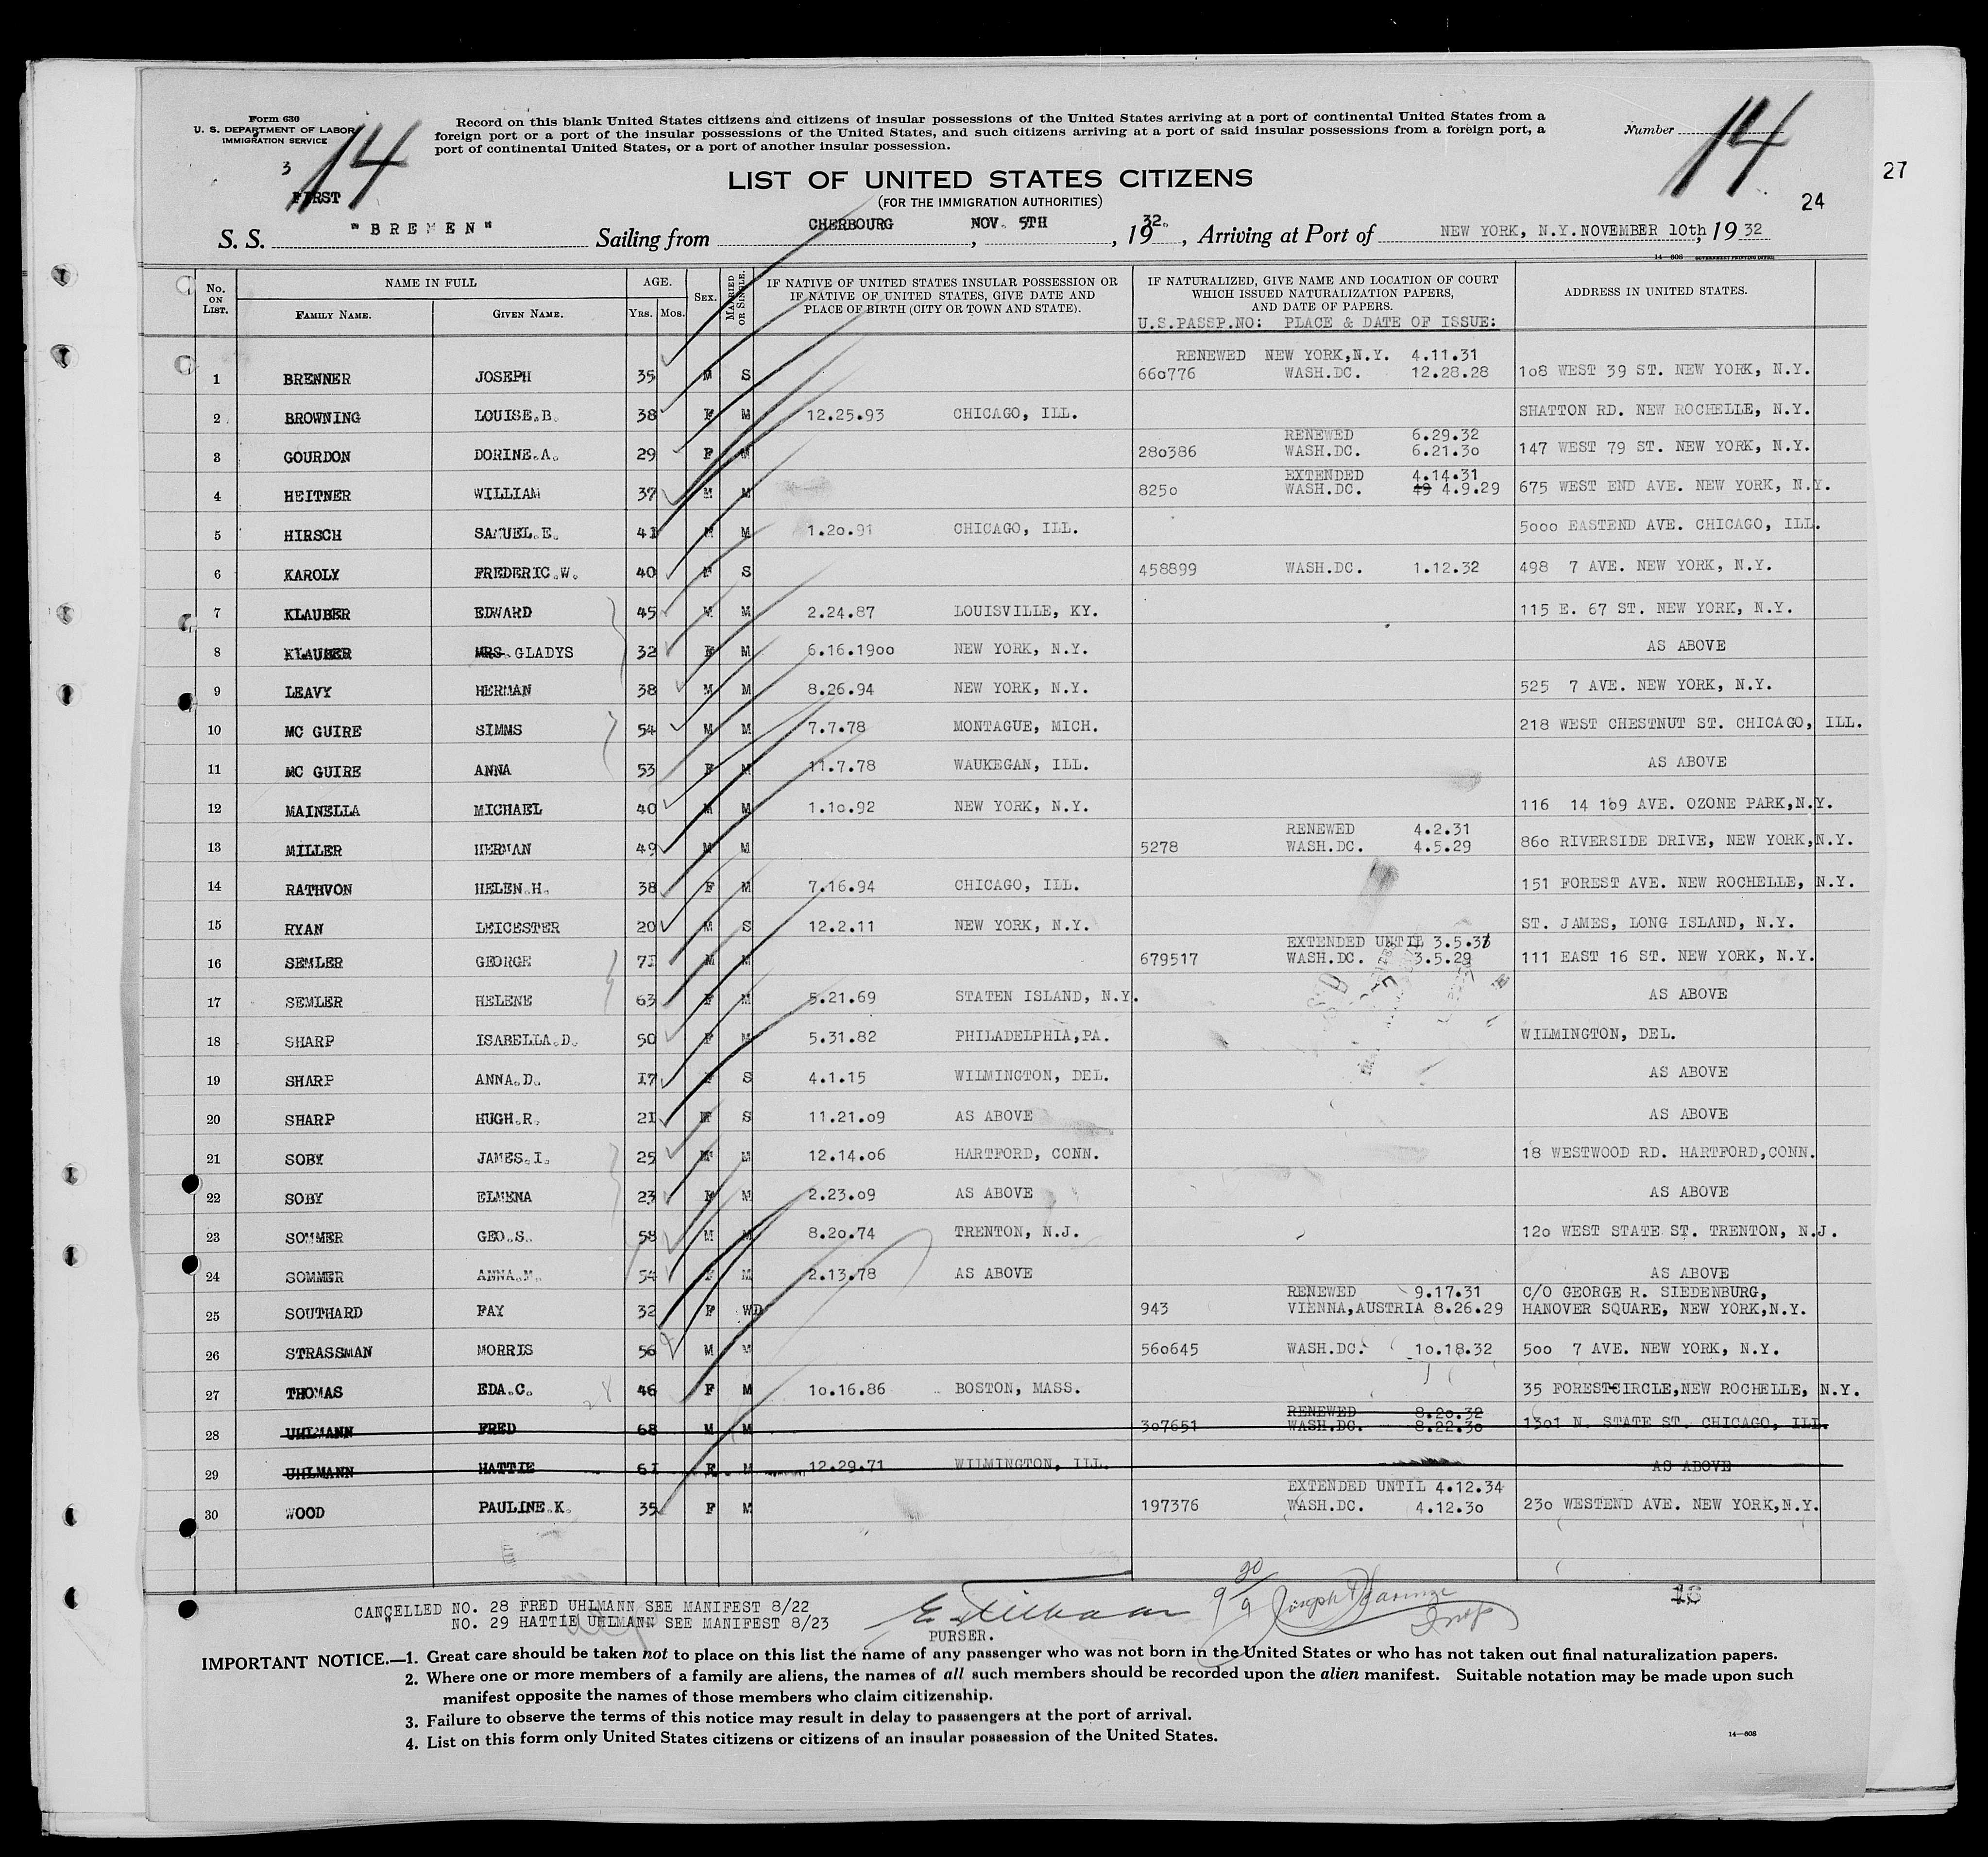 Form 630
U. S. DEPARTMENT OF LABOR
IMMIGRATION SERVICE
Record on this blank United States citizens and citizens of insular possessions of the United States arriving at a port of continental United States from a
foreign port or a port of the insular possessions of the United States, and such citizens arriving at a port of said insular possessions from a foreign port, a
port of continental United States, or a port of another insular possession.
Number
14
14
3
FIRST
27
24
LIST OF UNITED STATES CITIZENS
(FOR THE IMMIGRATION AUTHORITIES)
S. S. "BREMEN" Sailing from CHERBOURG, NOV. 5TH, 1932, Arriving at Port of NEW YORK, N.Y. NOVEMBER 10th, 1932
14—608 GOVERNMENT PRINTING OFFICE
No. ON LIST. NAME IN FULL FAMILY NAME. GIVEN NAME. AGE. YRS. MOS. SEX. MARRIED OR SINGLE.
IF NATIVE OF UNITED STATES INSULAR POSSESSION OR IF NATIVE OF UNITED STATES, GIVE DATE AND PLACE OF BIRTH (CITY OR TOWN AND STATE).
IF NATURALIZED, GIVE NAME AND LOCATION OF COURT WHICH ISSUED NATURALIZATION PAPERS, AND DATE OF PAPERS.
U.S.PASSP.NO: PLACE & DATE OF ISSUE:
ADDRESS IN UNITED STATES.
RENEWED NEW YORK,N.Y. 4.11.31
1 BRENNER JOSEPH 35 M S 660776 WASH.DC. 12.28.28 108 WEST 39 ST. NEW YORK, N.Y.
2 BROWNING LOUISE.B. 38 F M 12.25.93 CHICAGO, ILL. SHATTON RD. NEW ROCHELLE, N.Y.
RENEWED 6.29.32
3 GOURDON DORINE.A. 29 F M 280386 WASH.DC. 6.21.30 147 WEST 79 ST. NEW YORK, N.Y.
EXTENDED 4.14.31
4 HEITNER WILLIAM 37 M M 8250 WASH.DC. 49 4.9.29 675 WEST END AVE. NEW YORK, N.Y.
5 HIRSCH SAMUEL.E. 41 M M 1.20.91 CHICAGO, ILL. 5000 EASTEND AVE. CHICAGO, ILL.
6 KAROLY FREDERIC.W. 40 M S 458899 WASH.DC. 1.12.32 498 7 AVE. NEW YORK, N.Y.
7 KLAUBER EDWARD 45 M M 2.24.87 LOUISVILLE, KY. 115 E. 67 ST. NEW YORK, N.Y.
8 KLAUBER MRS. GLADYS 32 F M 6.16.1900 NEW YORK, N.Y. AS ABOVE
9 LEAVY HERMAN 38 M M 8.26.94 NEW YORK, N.Y. 525 7 AVE. NEW YORK, N.Y.
10 MC GUIRE SIMMS 54 M M 7.7.78 MONTAGUE, MICH. 218 WEST CHESTNUT ST. CHICAGO, ILL.
11 MC GUIRE ANNA 53 F M 11.7.78 WAUKEGAN, ILL. AS ABOVE
12 MAINELLA MICHAEL 40 M M 1.10.92 NEW YORK, N.Y. 116 14 109 AVE. OZONE PARK,N.Y.
RENEWED 4.2.31
13 MILLER HERMAN 49 M M 5278 WASH.DC. 4.5.29 860 RIVERSIDE DRIVE, NEW YORK,N.Y.
14 RATHVON HELEN.H. 38 F M 7.16.94 CHICAGO, ILL. 151 FOREST AVE. NEW ROCHELLE, N.Y.
15 RYAN LEICESTER 20 M S 12.2.11 NEW YORK, N.Y. ST. JAMES, LONG ISLAND, N.Y.
EXTENDED UNTIL
16 SEMLER GEORGE 71 M M 679517 WASH.DC. 3.5.29 111 EAST 16 ST. NEW YORK, N.Y.
17 SEMLER HELENE 63 F M 5.21.69 STATEN ISLAND, N.Y. AS ABOVE
18 SHARP ISABELLA.D. 50 F M 5.31.82 PHILADELPHIA,PA. WILMINGTON, DEL.
19 SHARP ANNA.D. 17 F S 4.1.15 WILMINGTON, DEL. AS ABOVE
20 SHARP HUGH.R. 21 M S 11.21.09 AS ABOVE AS ABOVE
21 SOBY JAMES.I. 25 M M 12.14.06 HARTFORD, CONN. 18 WESTWOOD RD. HARTFORD,CONN.
22 SOBY ELMENA 23 F M 2.23.09 AS ABOVE AS ABOVE
23 SOMMER GEO.S. 58 M M 8.20.74 TRENTON, N.J. 120 WEST STATE ST. TRENTON, N.J.
24 SOMMER ANNA.M. 54 F M 2.13.78 AS ABOVE AS ABOVE
RENEWED 9.17.31 C/O GEORGE R. SIEDENBURG,
25 SOUTHARD FAY 32 F WD 943 VIENNA,AUSTRIA 8.26.29 HANOVER SQUARE, NEW YORK,N.Y.
26 STRASSMAN MORRIS 56 M M 560645 WASH.DC. 10.18.32 500 7 AVE. NEW YORK, N.Y.
27 THOMAS EDA.C. 46 F M 10.16.86 BOSTON, MASS. 35 FOREST CIRCLE,NEW ROCHELLE, N.Y.
RENEWED 8.20.32
28 UHLMANN FRED 68 M M 307651 WASH.DC. 8.22.30 1301 N. STATE ST. CHICAGO, ILL.
29 UHLMANN HATTIE 61 F M 12.29.71 WILMINGTON, ILL. AS ABOVE
EXTENDED UNTIL 4.12.34
30 WOOD PAULINE.K. 35 F M 197376 WASH.DC. 4.12.30 230 WESTEND AVE. NEW YORK,N.Y.
CANCELLED NO. 28 FRED UHLMANN SEE MANIFEST 8/22
" NO. 29 HATTIE UHLMANN SEE MANIFEST 8/23
PURSER.
IMPORTANT NOTICE.—1. Great care should be taken not to place on this list the name of any passenger who was not born in the United States or who has not taken out final naturalization papers.
2. Where one or more members of a family are aliens, the names of all such members should be recorded upon the alien manifest. Suitable notation may be made upon such
manifest opposite the names of those members who claim citizenship.
3. Failure to observe the terms of this notice may result in delay to passengers at the port of arrival.
4. List on this form only United States citizens or citizens of an insular possession of the United States.
14—608